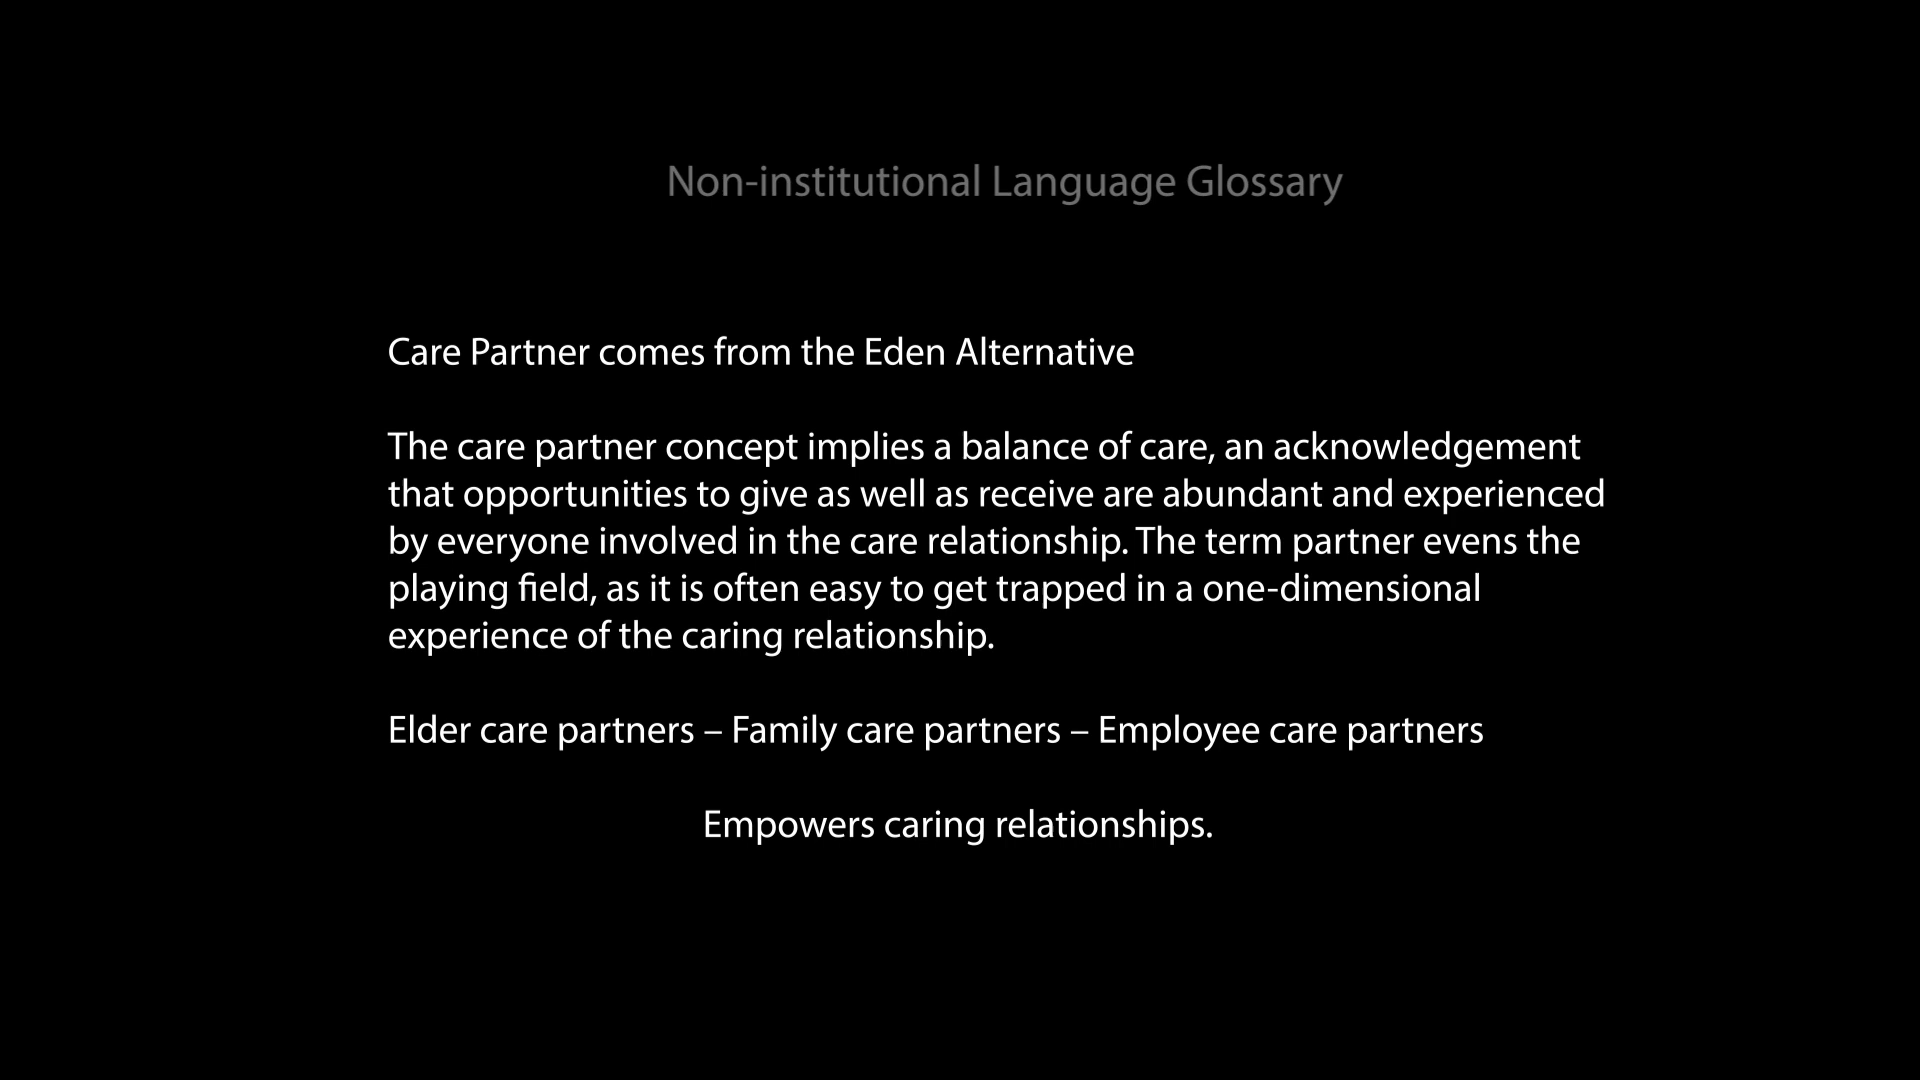 Non-institutional Language Glossary
Care Partner comes from the Eden Alternative
The care partner concept implies a balance of care, an acknowledgement
that opportunities to give as well as receive are abundant and experienced
by everyone involved in the care relationship. The term partner evens the
playing field, as it is often easy to get trapped in a one-dimensional
experience of the caring relationship.
Elder care partners – Family care partners – Employee care partners
Empowers caring relationships.